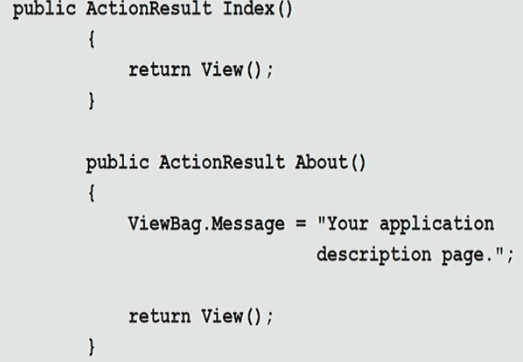 public ActionResult Index()
{
return View();
}
public ActionResult About()
{
ViewBag.Message = "Your application
description page.";
return View();
}